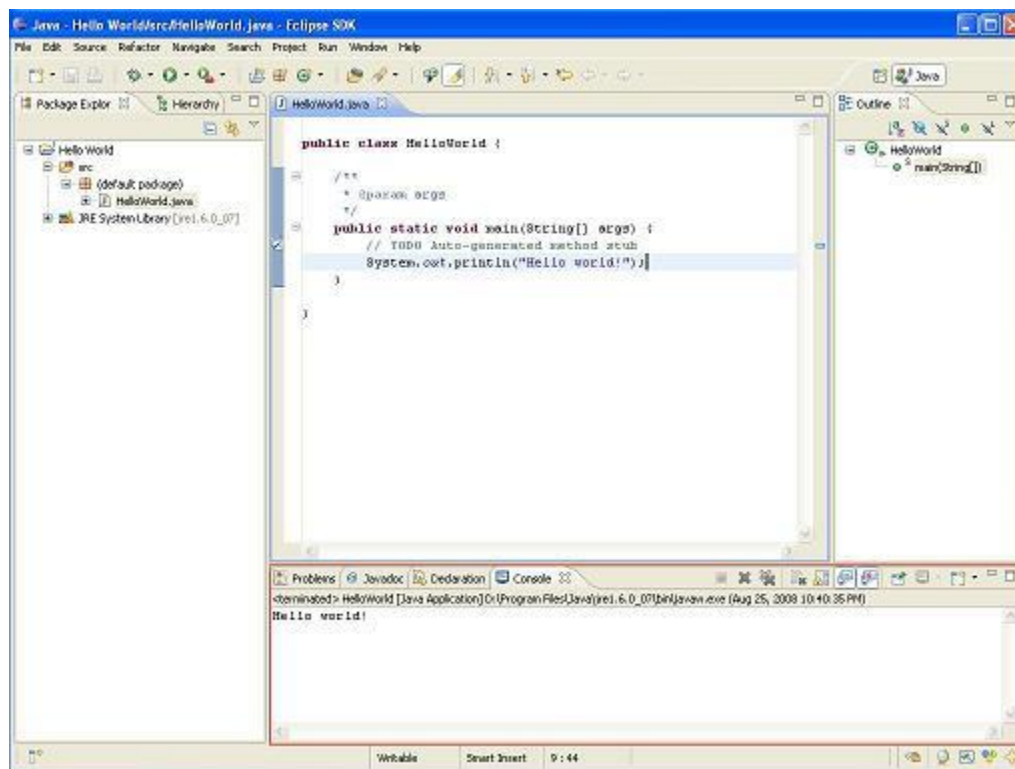 Java - Hello World/src/HelloWorld.java - Eclipse SDK
File Edit Source Refactor Navigate Search Project Run Window Help
Java
Package Explor Hierarchy
Hello World
src
(default package)
HelloWorld.java
JRE System Library [jre1.6.0_07]
HelloWorld.java
public class HelloWorld {
/**
* @param args
*/
public static void main(String[] args) {
// TODO Auto-generated method stub
System.out.println("Hello world!");
}
}
Outline
HelloWorld
main(String[])
Problems Javadoc Declaration Console
<terminated> HelloWorld [Java Application] D:\Program Files\Java\jre1.6.0_07\bin\javaw.exe (Aug 25, 2008 10:40:35 PM)
Hello world!
Writable Smart Insert 9 : 44